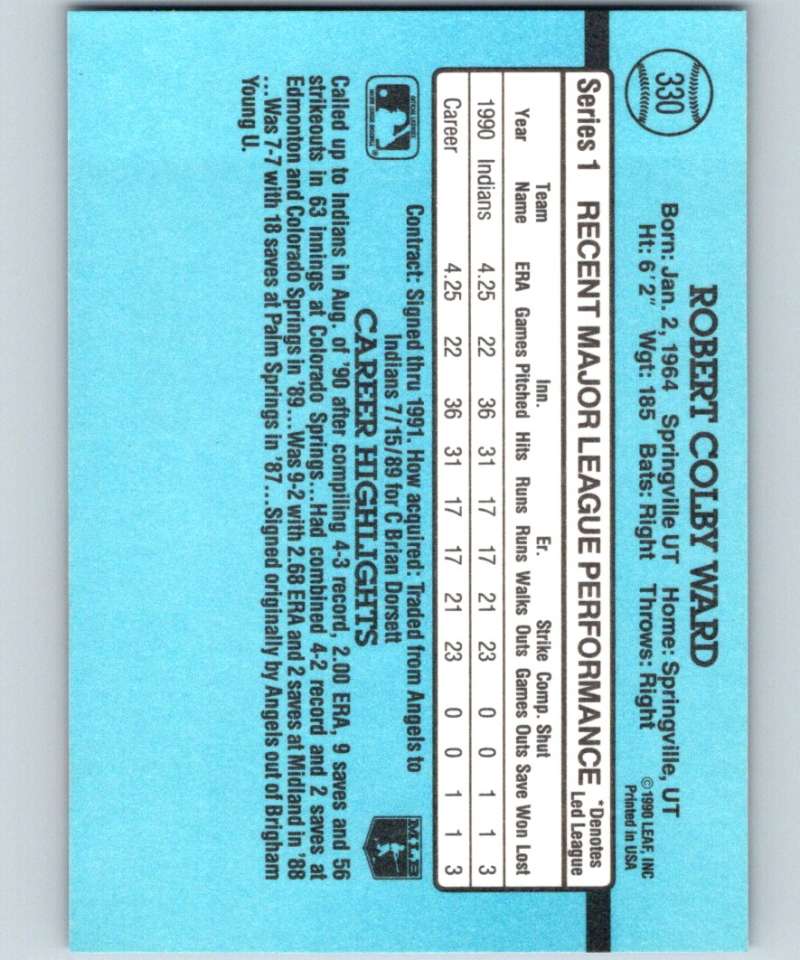 330
ROBERT COLBY WARD
Born: Jan. 2, 1964 Springville UT Home: Springville, UT
Ht: 6'2" Wgt: 185 Bats: Right Throws: Right
©1990 LEAF, INC
Printed in USA
Series 1 RECENT MAJOR LEAGUE PERFORMANCE *Denotes Led League
Team Inn. Er. Strike Comp. Shut
Year Name ERA Games Pitched Hits Runs Runs Walks Outs Games Outs Save Won Lost
1990 Indians 4.25 22 36 31 17 17 21 23 0 0 1 1 3
Career 4.25 22 36 31 17 17 21 23 0 0 1 1 3
Contract: Signed thru 1991. How acquired: Traded from Angels to
Indians 7/15/89 for C Brian Dorsett
CAREER HIGHLIGHTS
MLB
Called up to Indians in Aug. of '90 after compiling 4-3 record, 2.00 ERA, 9 saves and 56
strikeouts in 63 innings at Colorado Springs...Had combined 4-2 record and 2 saves at
Edmonton and Colorado Springs in '89...Was 9-2 with 2.68 ERA and 2 saves at Midland in '88
...Was 7-7 with 18 saves at Palm Springs in '87...Signed originally by Angels out of Brigham
Young U.